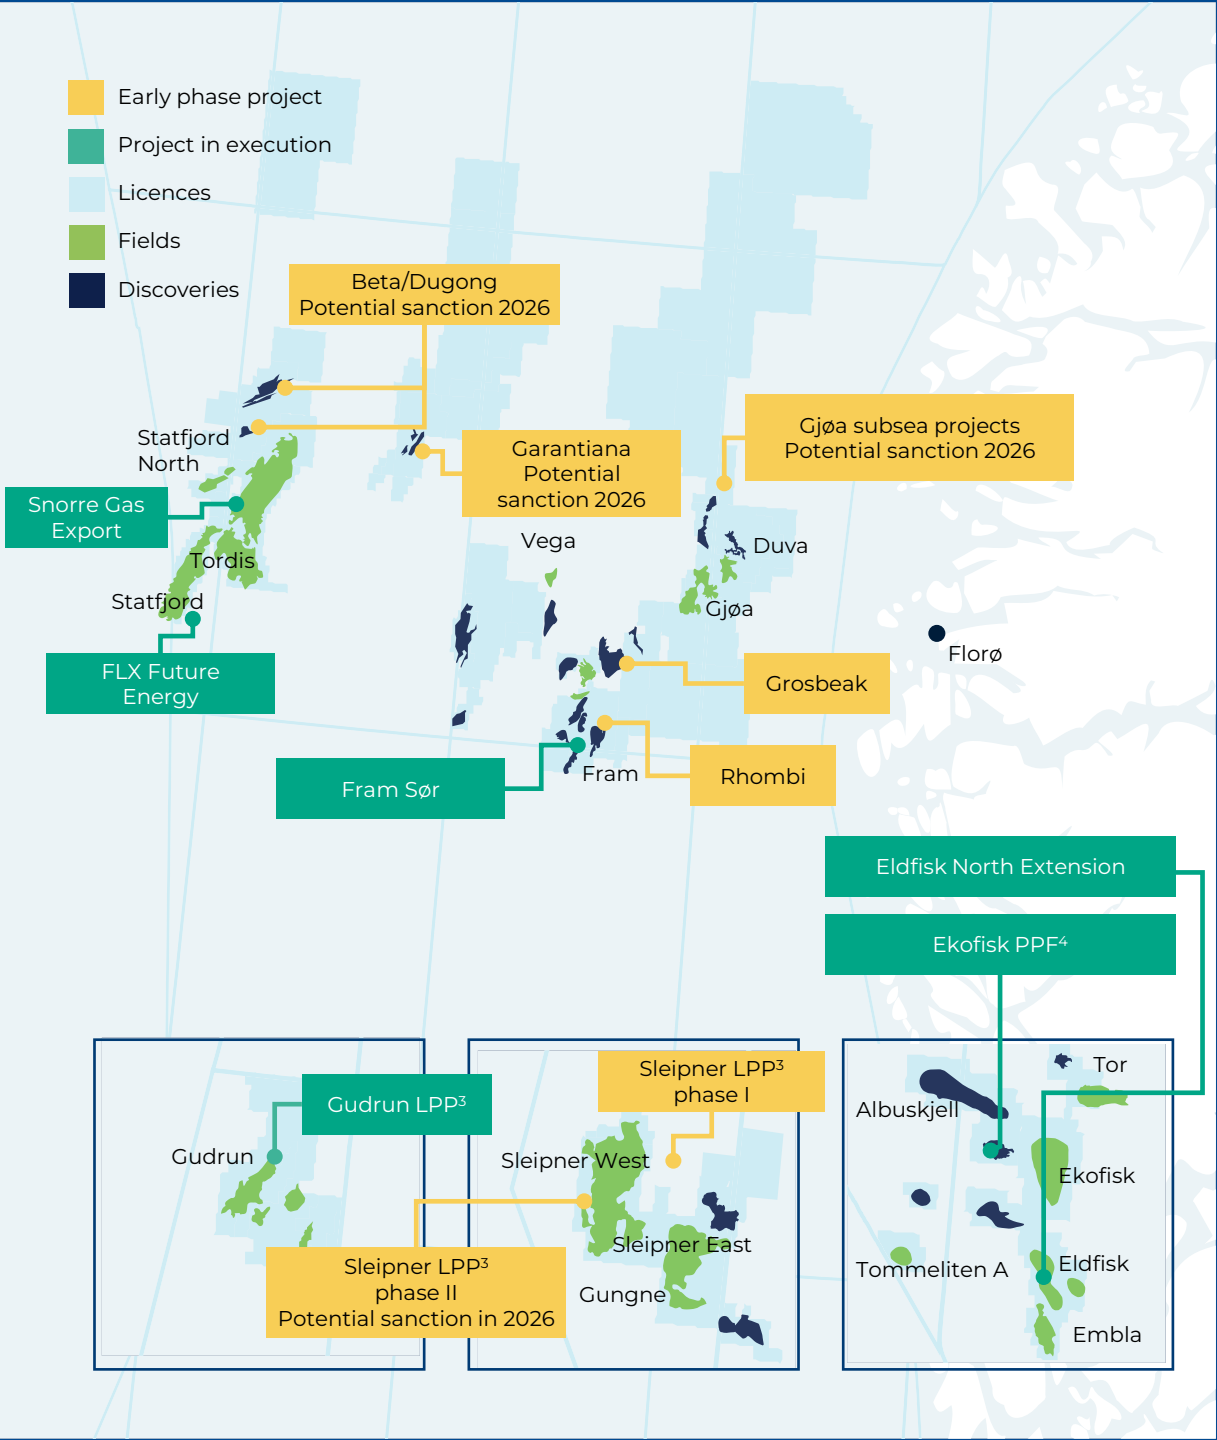 Early phase project
Project in execution
Licences
Fields
Discoveries
Beta/Dugong
Potential sanction 2026
Statfjord
North
Garantiana
Potential
sanction 2026
Gjøa subsea projects
Potential sanction 2026
Snorre Gas
Export
Vega
Duva
Tordis
Statfjord
Gjøa
FLX Future
Energy
Florø
Grosbeak
Fram
Rhombi
Fram Sør
Eldfisk North Extension
Ekofisk PPF⁴
Gudrun LPP³
Gudrun
Sleipner LPP³
phase I
Sleipner West
Sleipner East
Gungne
Sleipner LPP³
phase II
Potential sanction in 2026
Tor
Albuskjell
Ekofisk
Tommeliten A
Eldfisk
Embla